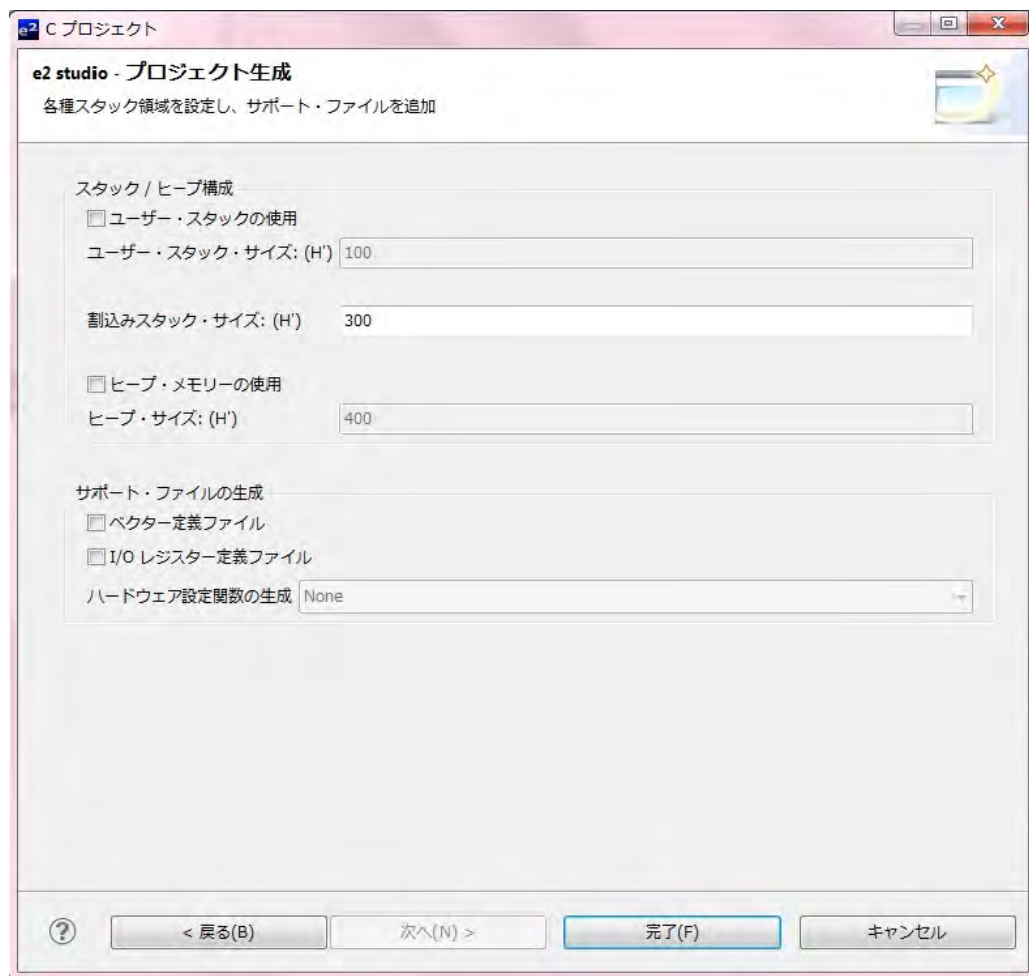 e² C プロジェクト
e2 studio - プロジェクト生成
各種スタック領域を設定し、サポート・ファイルを追加
スタック / ヒープ構成
ユーザー・スタックの使用
ユーザー・スタック・サイズ: (H') 100
割込みスタック・サイズ: (H') 300
ヒープ・メモリーの使用
ヒープ・サイズ: (H') 400
サポート・ファイルの生成
ベクター定義ファイル
I/O レジスター定義ファイル
ハードウェア設定関数の生成 None
? < 戻る(B) 次へ(N) > 完了(F) キャンセル